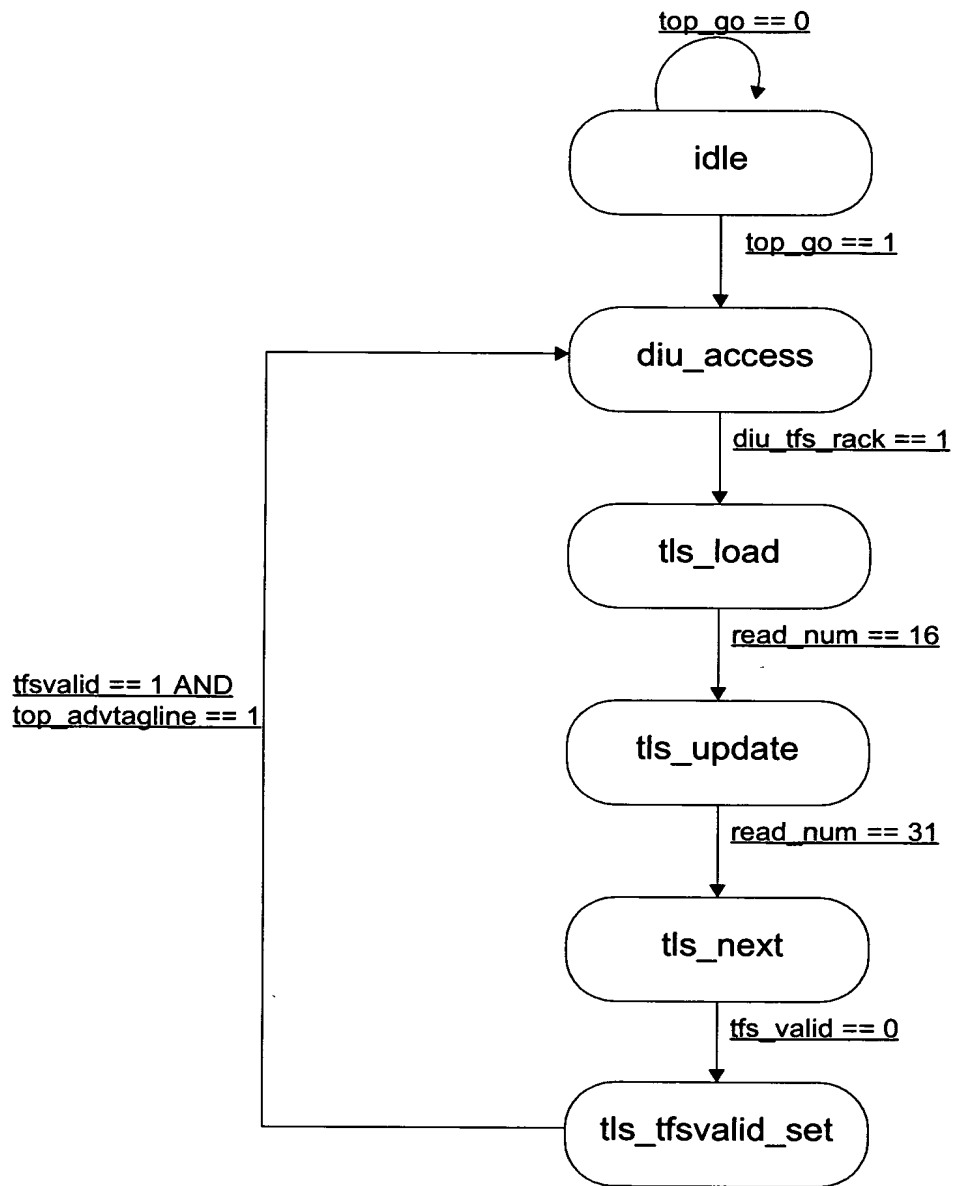 top_go == 0
idle
top_go == 1
diu_access
diu_tfs_rack == 1
tls_load
read_num == 16
tfsvalid == 1 AND
top_advtagline == 1
tls_update
read_num == 31
tls_next
tfs_valid == 0
tls_tfsvalid_set